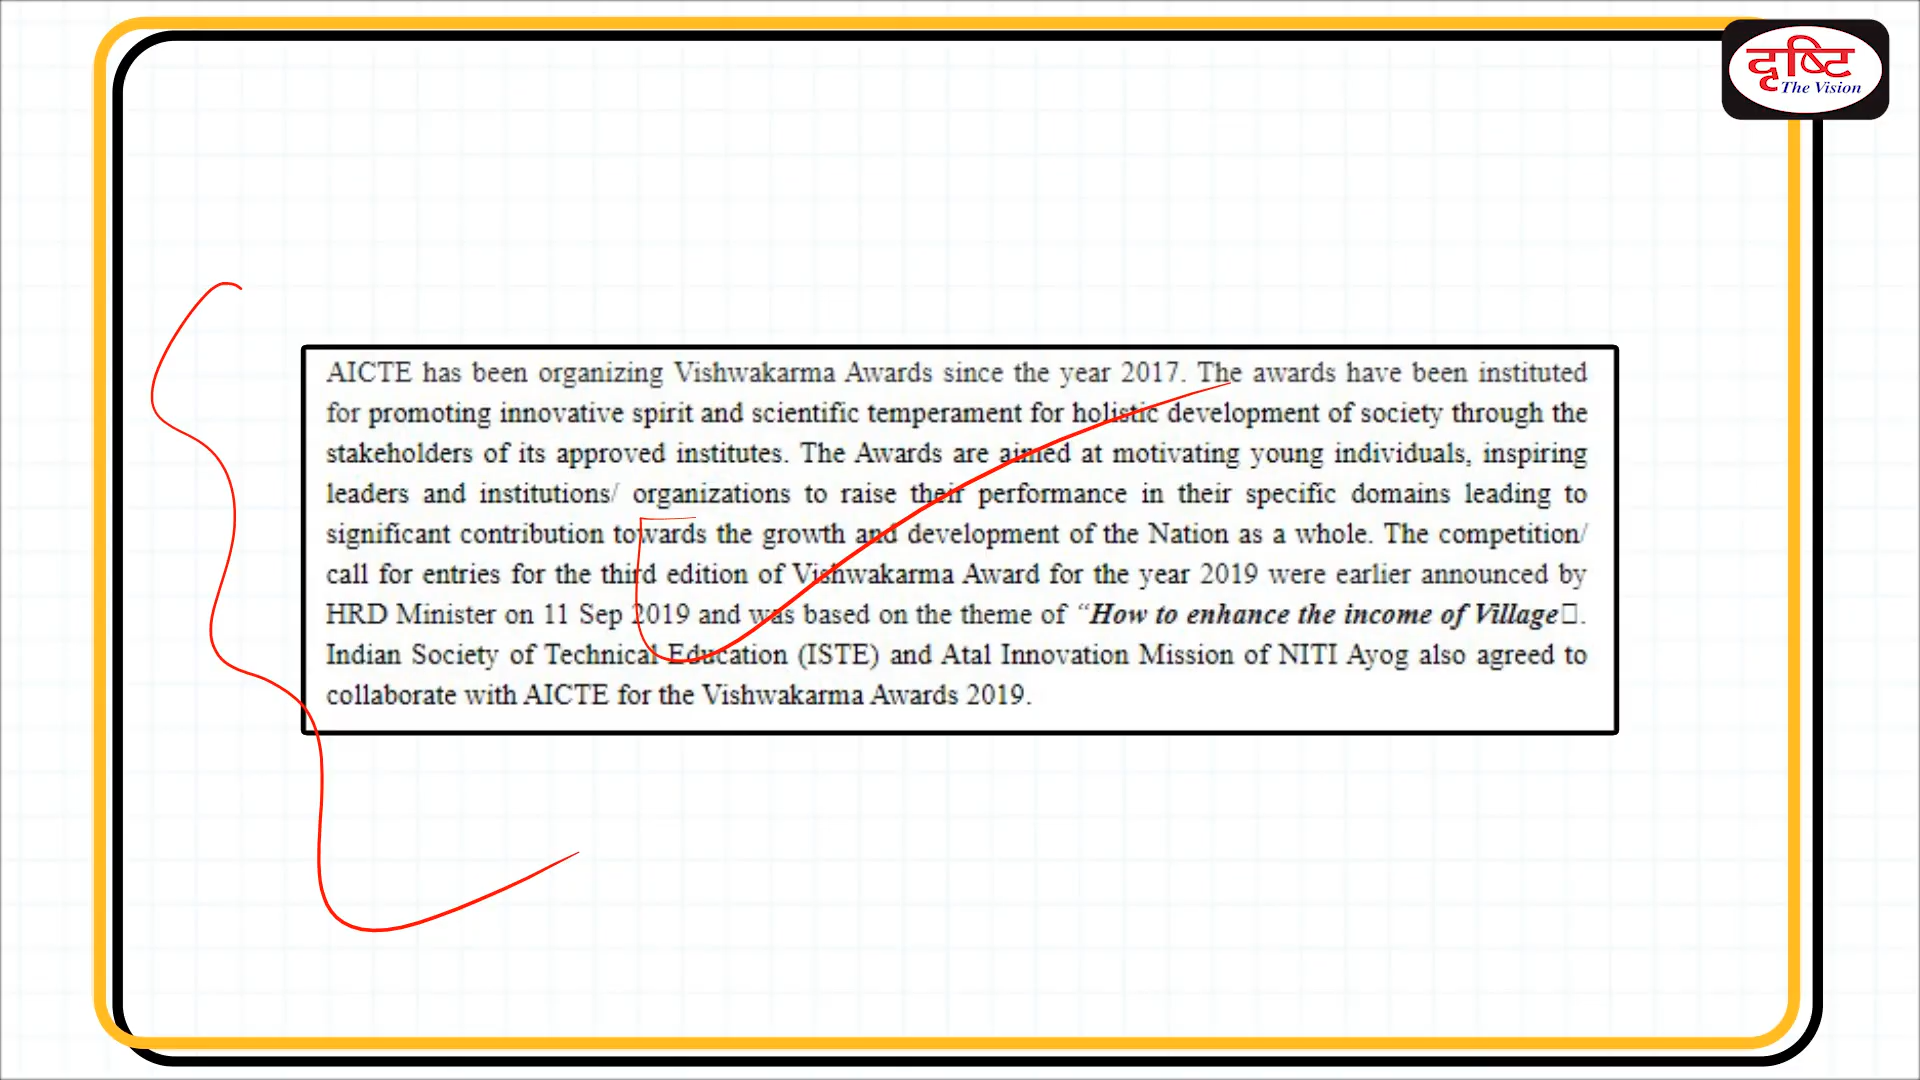 दृष्टि
The Vision
AICTE has been organizing Vishwakarma Awards since the year 2017. The awards have been instituted
for promoting innovative spirit and scientific temperament for holistic development of society through the
stakeholders of its approved institutes. The Awards are aimed at motivating young individuals, inspiring
leaders and institutions/ organizations to raise their performance in their specific domains leading to
significant contribution towards the growth and development of the Nation as a whole. The competition/
call for entries for the third edition of Vishwakarma Award for the year 2019 were earlier announced by
HRD Minister on 11 Sep 2019 and was based on the theme of “How to enhance the income of Village▯.
Indian Society of Technical Education (ISTE) and Atal Innovation Mission of NITI Ayog also agreed to
collaborate with AICTE for the Vishwakarma Awards 2019.